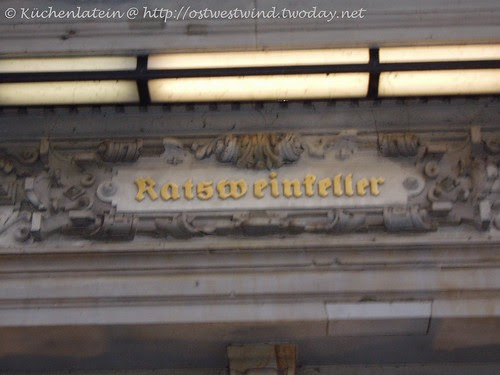 © Küchenlatein @ http://ostwestwind.twoday.net
Ratsweinkeller